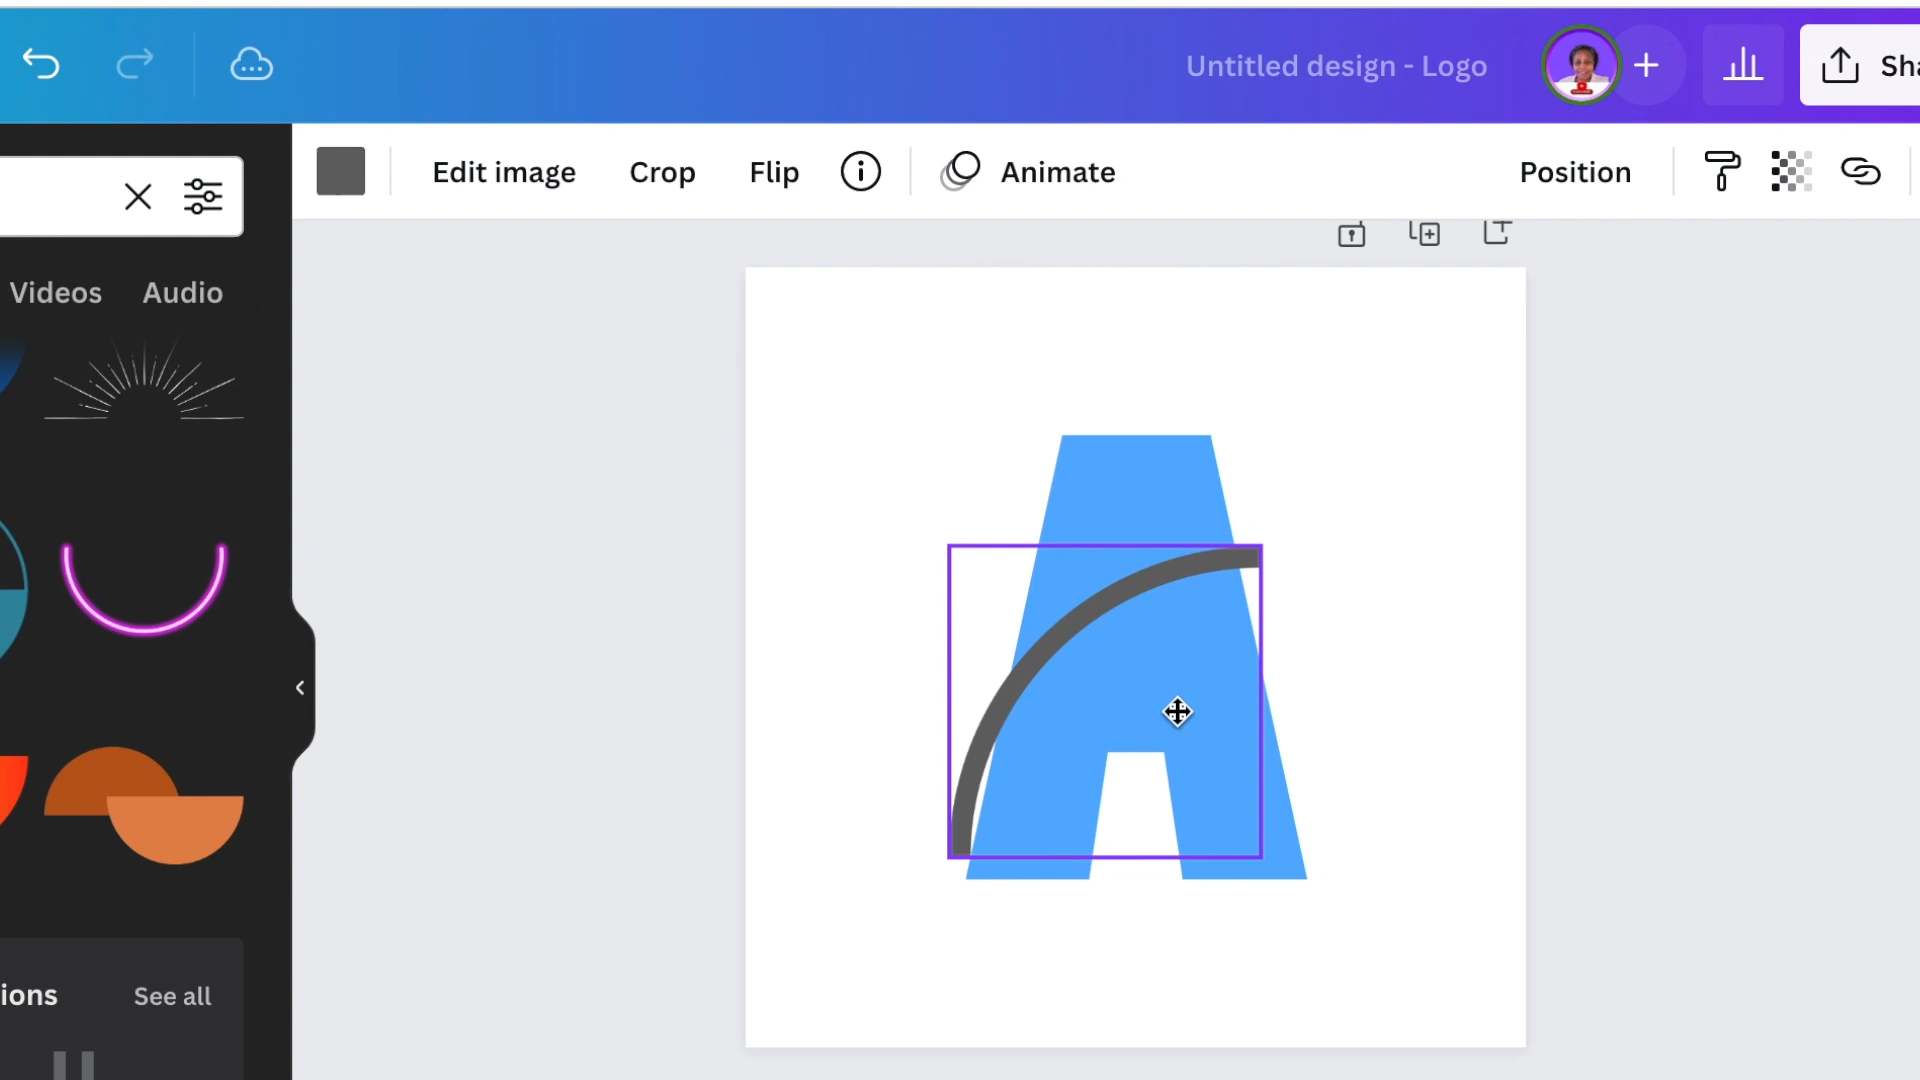 Untitled design - Logo
Sha
Edit image
Crop
Flip
Animate
Position
Videos
Audio
A
ions
See all